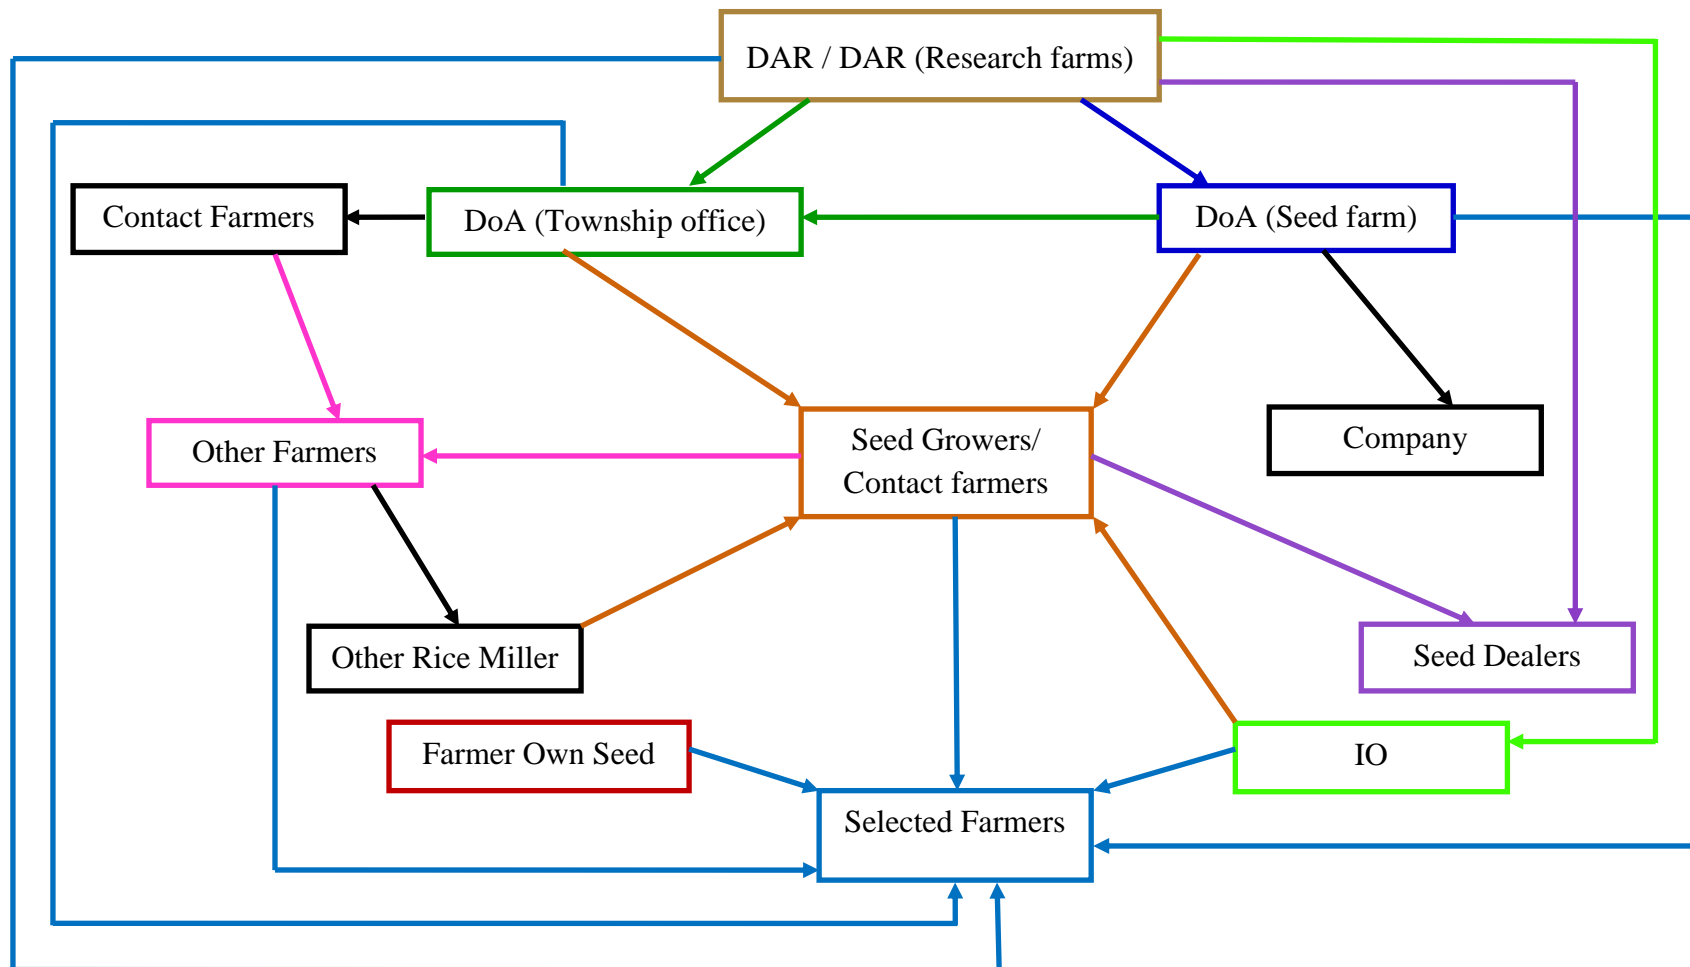 DAR / DAR (Research farms)
Contact Farmers
DoA (Township office)
DoA (Seed farm)
Other Farmers
Seed Growers/
Contact farmers
Company
Other Rice Miller
Seed Dealers
Farmer Own Seed
IO
Selected Farmers